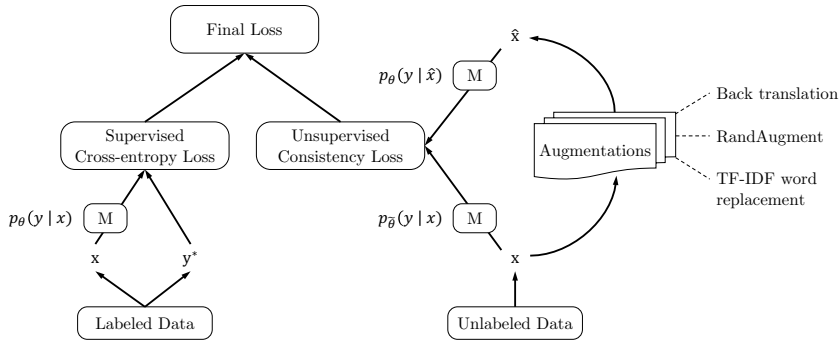 Final Loss
x̂
p_θ(y | x̂)
M
Back translation
Supervised
Cross-entropy Loss
Unsupervised
Consistency Loss
Augmentations
RandAugment
TF-IDF word
replacement
p_θ(y | x)
M
p_θ̃(y | x)
M
x
y*
x
Labeled Data
Unlabeled Data